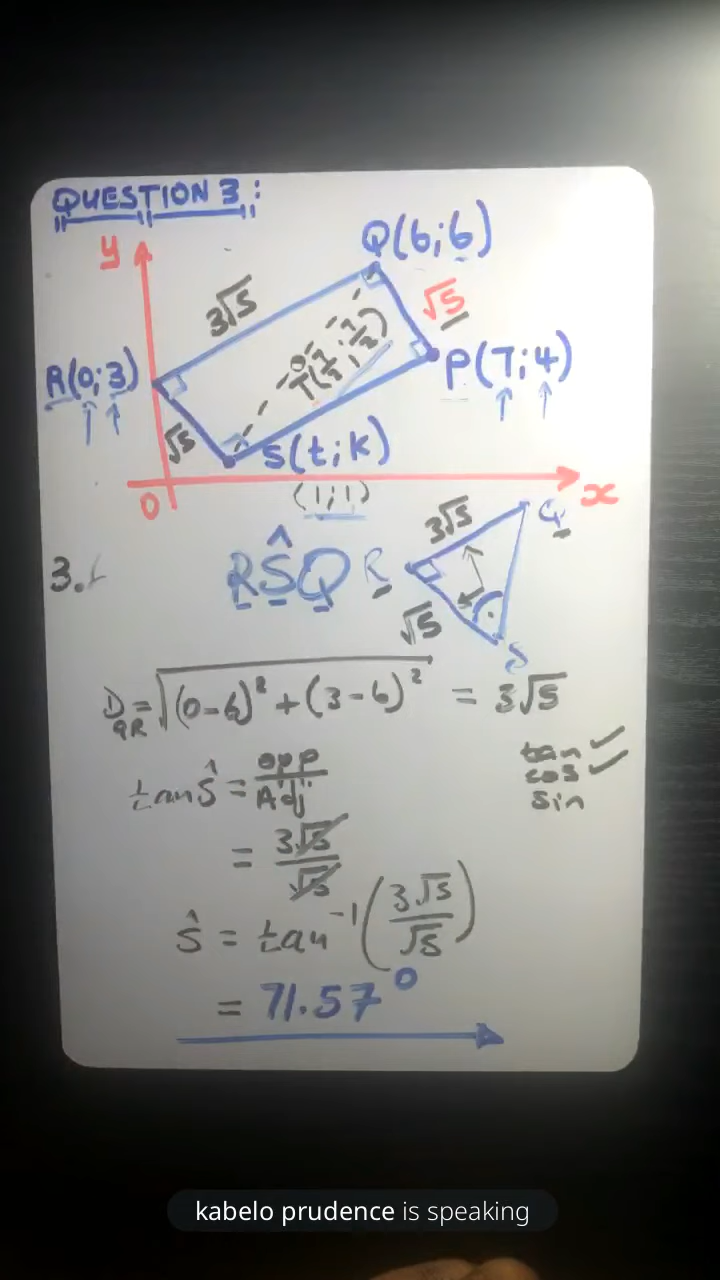 QUESTION 3:
y
Q(6;6)
3√5
√5
T(7/2;7/2)
R(0;3)
P(7;4)
√5
S(t;k)
0
x
(1;1)
3√5
Q
3.
RŜQ
R
√5
S
D QR = √(0-6)² + (3-6)² = 3√5
tan
cos
sin
tan ŝ = opp/Adj
= 3√5/√5
ŝ = tan⁻¹(3√5/√5)
= 71.57°
kabelo prudence is speaking